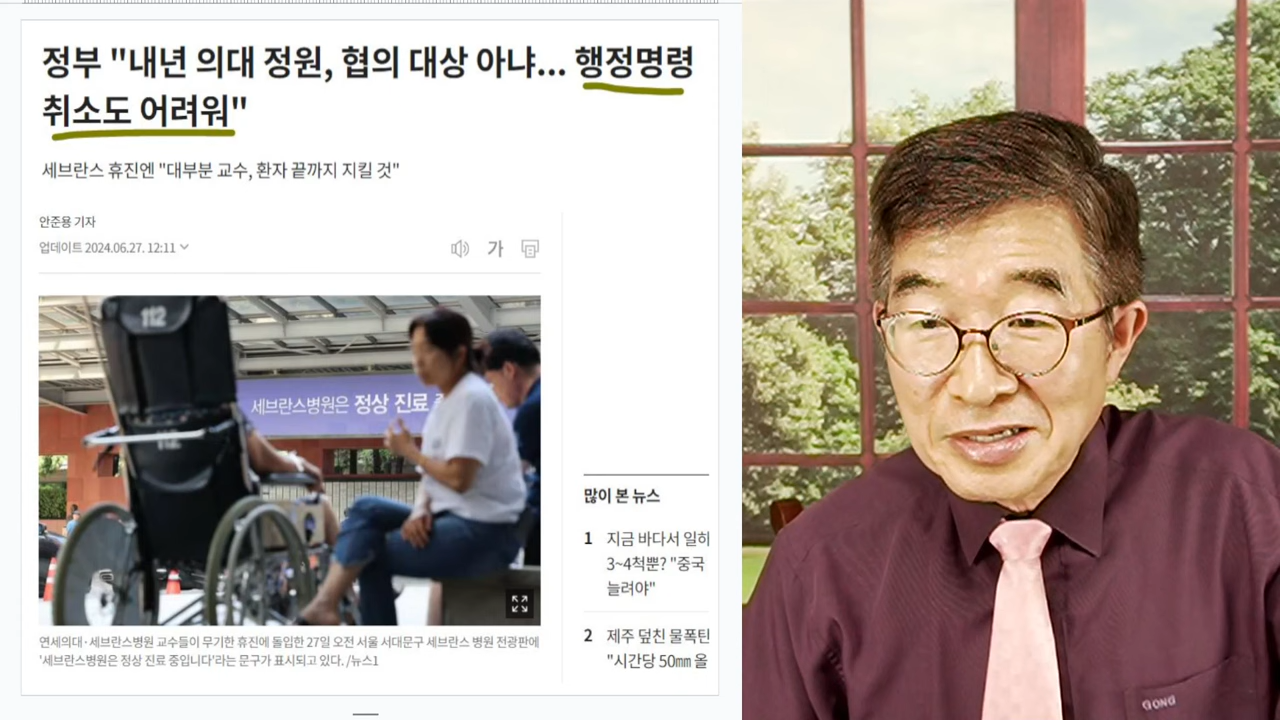 정부 "내년 의대 정원, 협의 대상 아냐... 행정명령
취소도 어려워"
세브란스 휴진엔 "대부분 교수, 환자 끝까지 지킬 것"
안준용 기자
업데이트 2024.06.27. 12:11
가
112
112
세브란스병원은 정상 진료
연세의대·세브란스병원 교수들이 무기한 휴진에 돌입한 27일 오전 서울 서대문구 세브란스 병원 전광판에
'세브란스병원은 정상 진료 중입니다'라는 문구가 표시되고 있다. /뉴스1
많이 본 뉴스
1 지금 바다서 일히
3~4척뿐? "중국
늘려야"
2 제주 덮친 물폭탄
"시간당 50㎜ 올
GONG